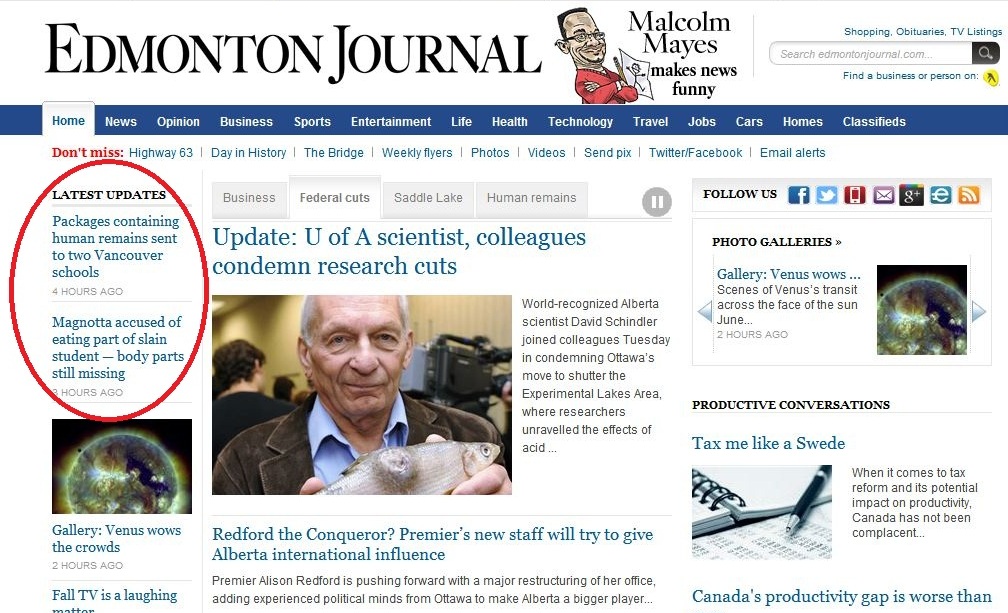 EDMONTON JOURNAL
Malcolm
Mayes
makes news
funny
Shopping, Obituaries, TV Listings
Search edmontonjournal.com...
Find a business or person on:
Home News Opinion Business Sports Entertainment Life Health Technology Travel Jobs Cars Homes Classifieds
Don't miss: Highway 63 | Day in History | The Bridge | Weekly flyers | Photos | Videos | Send pix | Twitter/Facebook | Email alerts
LATEST UPDATES
Packages containing
human remains sent
to two Vancouver
schools
4 HOURS AGO
Magnotta accused of
eating part of slain
student — body parts
still missing
3 HOURS AGO
Gallery: Venus wows
the crowds
2 HOURS AGO
Fall TV is a laughing
matter
Business Federal cuts Saddle Lake Human remains
Update: U of A scientist, colleagues
condemn research cuts
World-recognized Alberta
scientist David Schindler
joined colleagues Tuesday
in condemning Ottawa's
move to shutter the
Experimental Lakes Area,
where researchers
unravelled the effects of
acid ...
Redford the Conqueror? Premier's new staff will try to give
Alberta international influence
Premier Alison Redford is pushing forward with a major restructuring of her office,
adding experienced political minds from Ottawa to make Alberta a bigger player...
FOLLOW US
PHOTO GALLERIES »
Gallery: Venus wows ...
Scenes of Venus's transit
across the face of the sun
June...
2 HOURS AGO
PRODUCTIVE CONVERSATIONS
Tax me like a Swede
When it comes to tax
reform and its potential
impact on productivity,
Canada has not been
complacent...
Canada's productivity gap is worse than